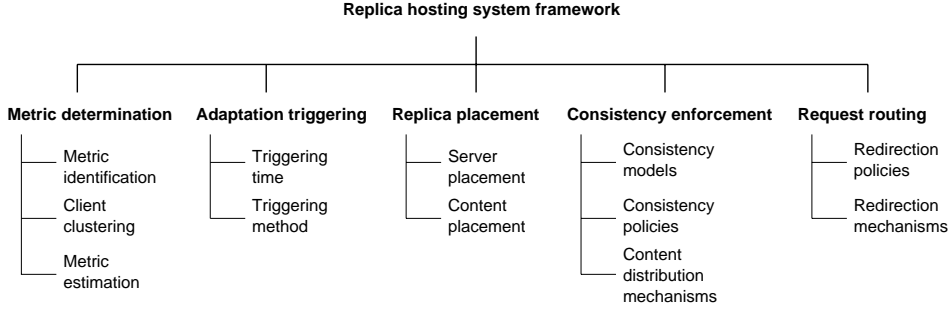 Replica hosting system framework
Metric determination
Adaptation triggering
Replica placement
Consistency enforcement
Request routing
Metric
identification
Client
clustering
Metric
estimation
Triggering
time
Triggering
method
Server
placement
Content
placement
Consistency
models
Consistency
policies
Content
distribution
mechanisms
Redirection
policies
Redirection
mechanisms